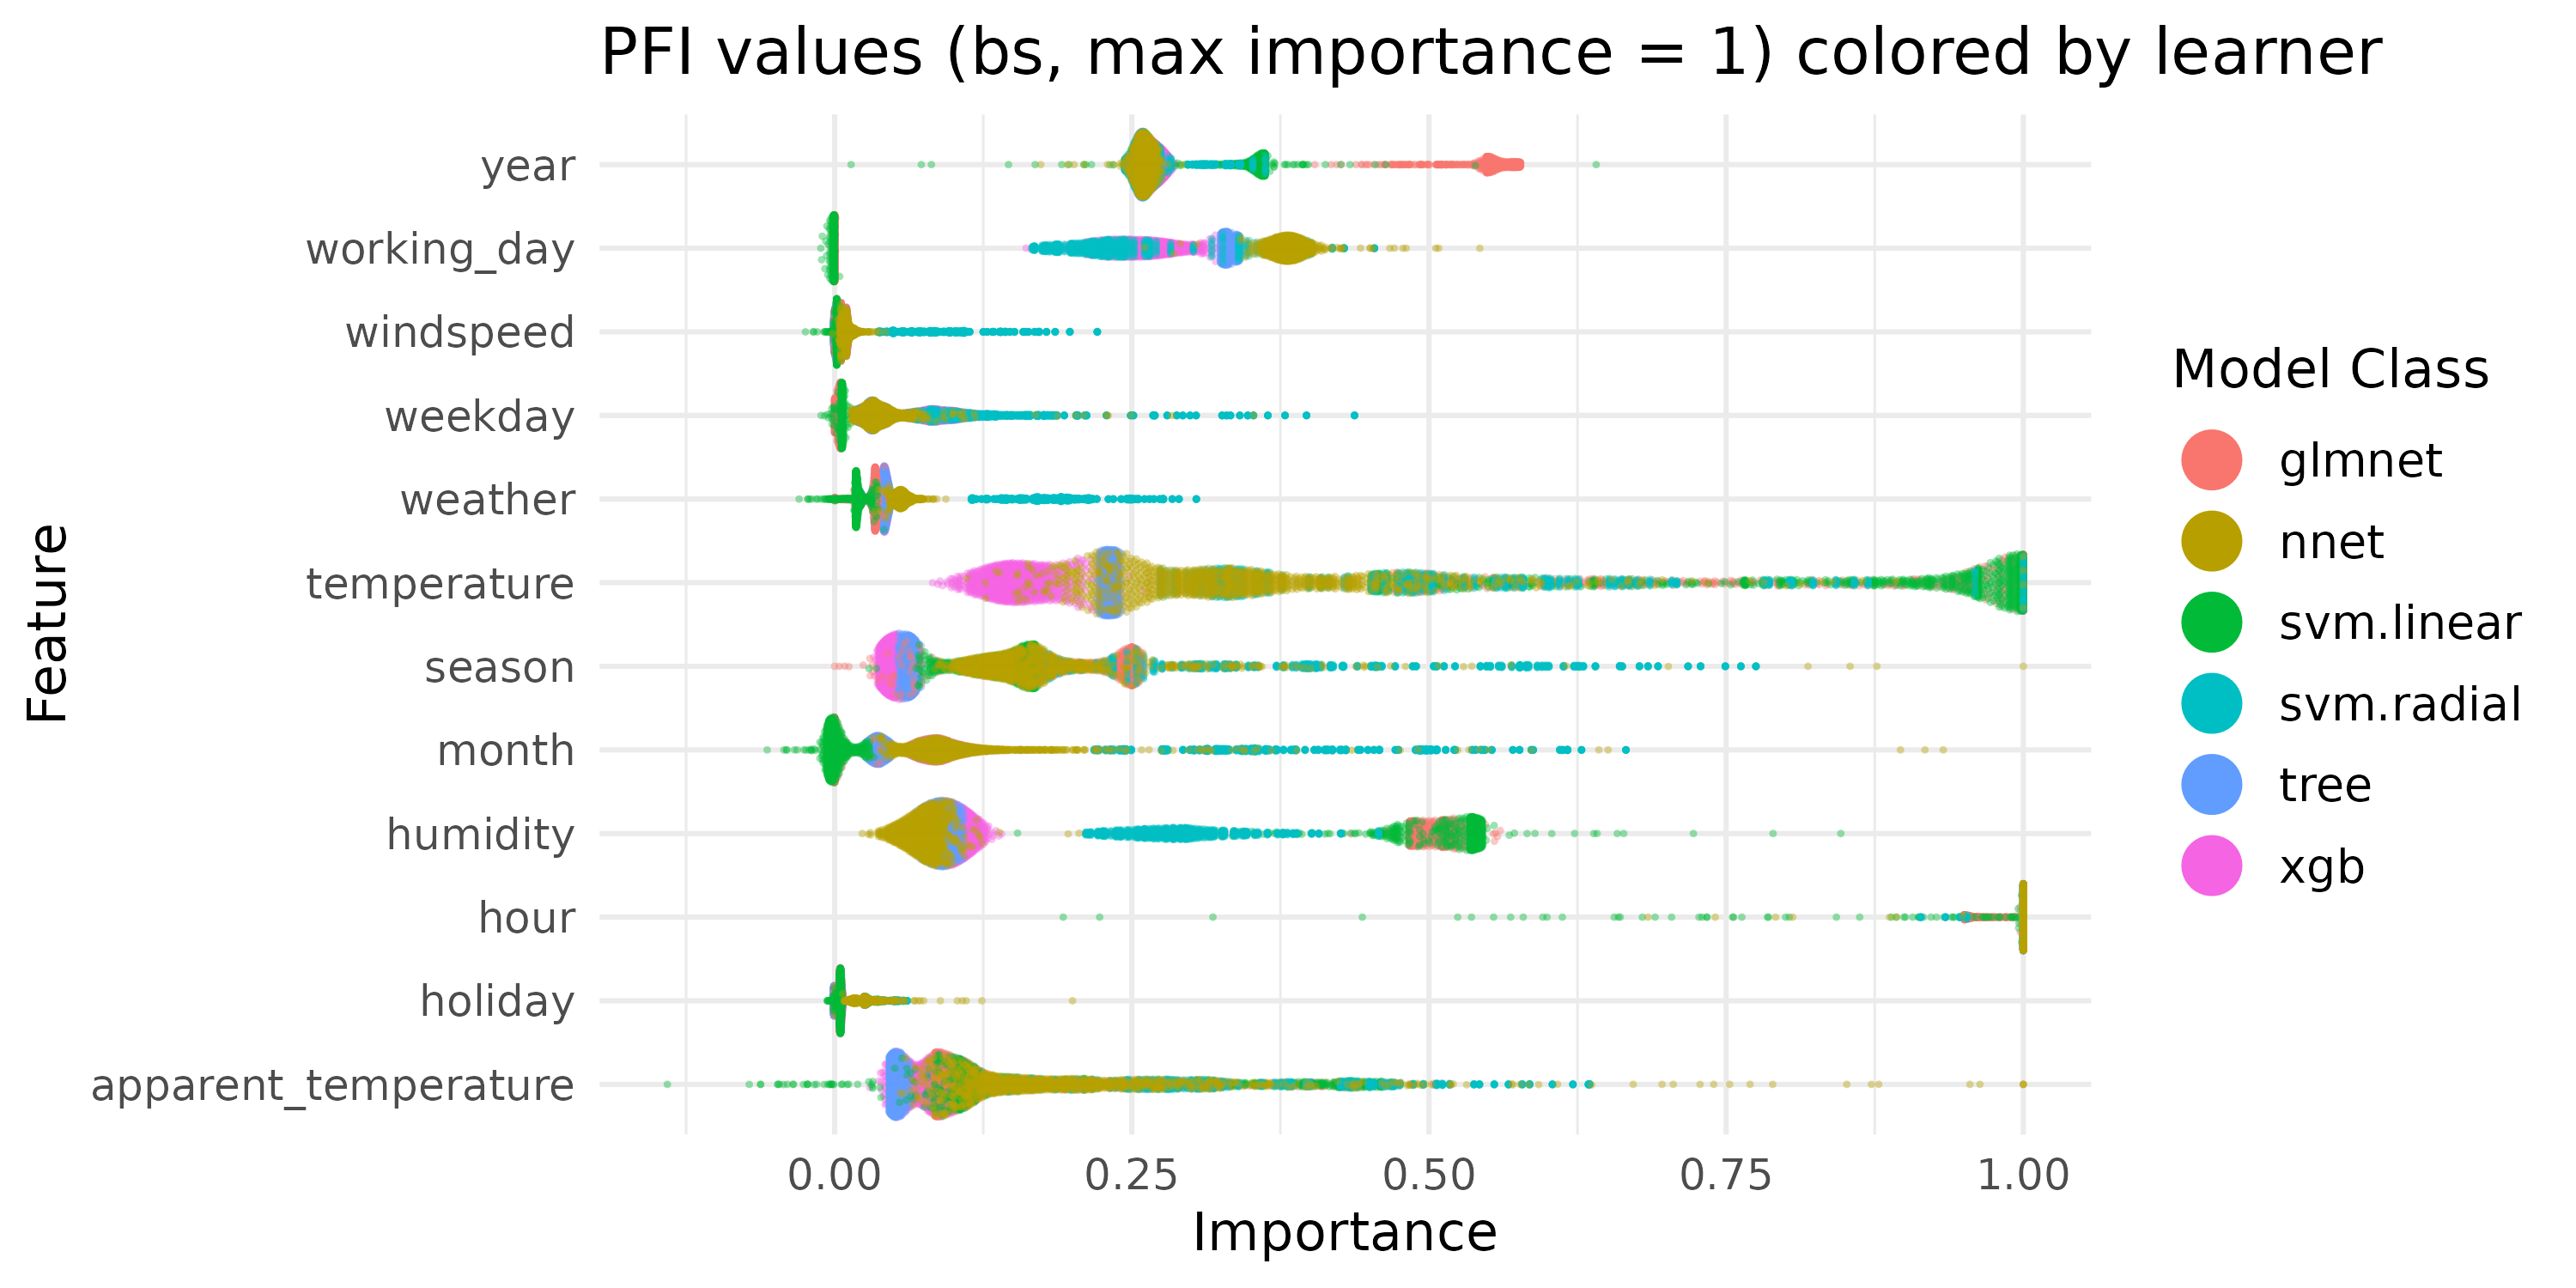 PFI values (bs, max importance = 1) colored by learner
Feature
year
working_day
windspeed
weekday
weather
temperature
season
month
humidity
hour
holiday
apparent_temperature
0.00 0.25 0.50 0.75 1.00
Importance
Model Class
glmnet
nnet
svm.linear
svm.radial
tree
xgb